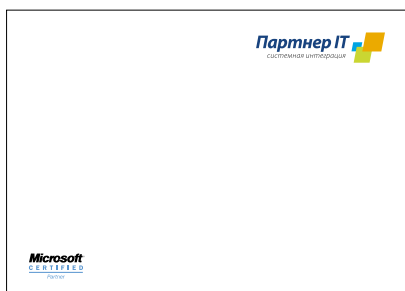 Партнер IT
системная интеграция
Microsoft
CERTIFIED
Partner